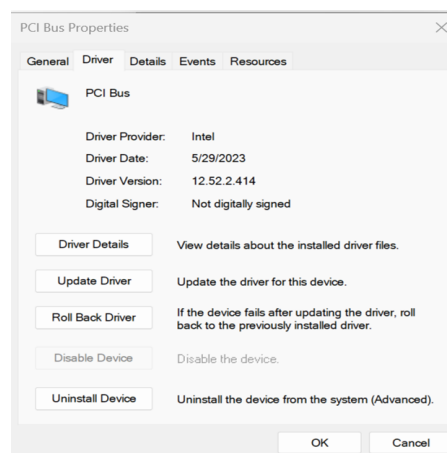 PCI Bus Properties
General Driver Details Events Resources
PCI Bus
Driver Provider: Intel
Driver Date: 5/29/2023
Driver Version: 12.52.2.414
Digital Signer: Not digitally signed
Driver Details View details about the installed driver files.
Update Driver Update the driver for this device.
Roll Back Driver If the device fails after updating the driver, roll
back to the previously installed driver.
Disable Device Disable the device.
Uninstall Device Uninstall the device from the system (Advanced).
OK Cancel